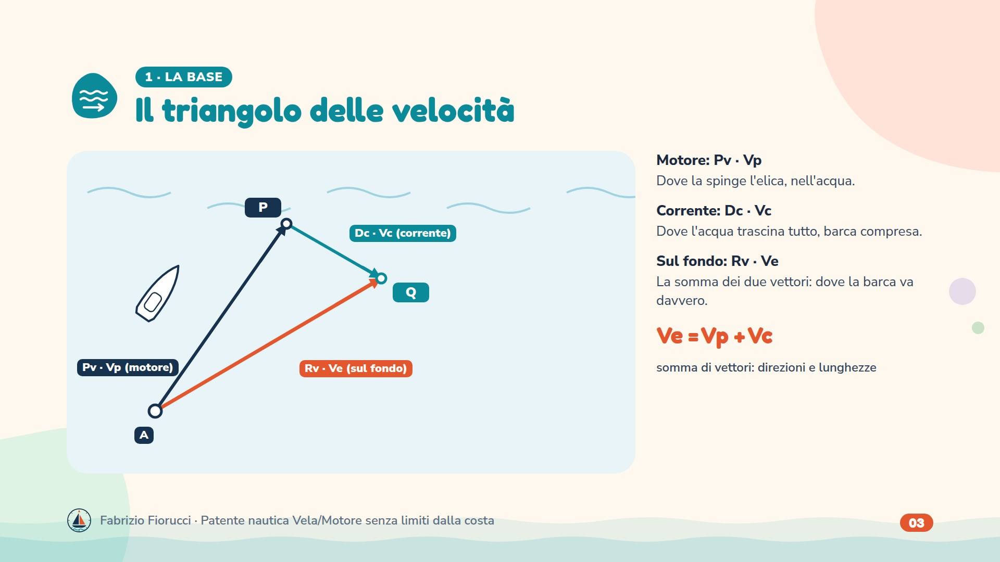 1 · LA BASE
Il triangolo delle velocità
P
Dc · Vc (corrente)
Q
Pv · Vp (motore)
Rv · Ve (sul fondo)
A
Motore: Pv · Vp
Dove la spinge l'elica, nell'acqua.
Corrente: Dc · Vc
Dove l'acqua trascina tutto, barca compresa.
Sul fondo: Rv · Ve
La somma dei due vettori: dove la barca va
davvero.
Ve = Vp + Vc
somma di vettori: direzioni e lunghezze
Fabrizio Fiorucci · Patente nautica Vela/Motore senza limiti dalla costa
03